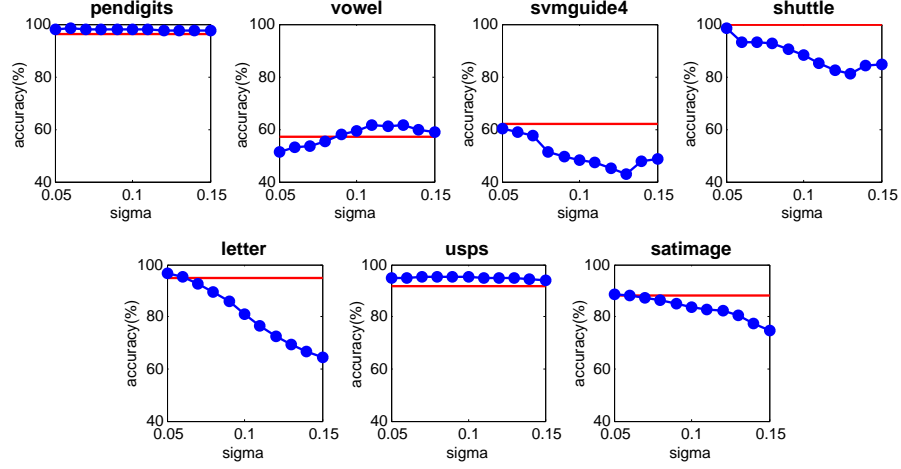 pendigits
100
80
60
40
accuracy(%)
0.05 0.1 0.15
sigma
vowel
100
80
60
40
accuracy(%)
0.05 0.1 0.15
sigma
svmguide4
100
80
60
40
accuracy(%)
0.05 0.1 0.15
sigma
shuttle
100
80
60
40
accuracy(%)
0.05 0.1 0.15
sigma
letter
100
80
60
40
accuracy(%)
0.05 0.1 0.15
sigma
usps
100
80
60
40
accuracy(%)
0.05 0.1 0.15
sigma
satimage
100
80
60
40
accuracy(%)
0.05 0.1 0.15
sigma